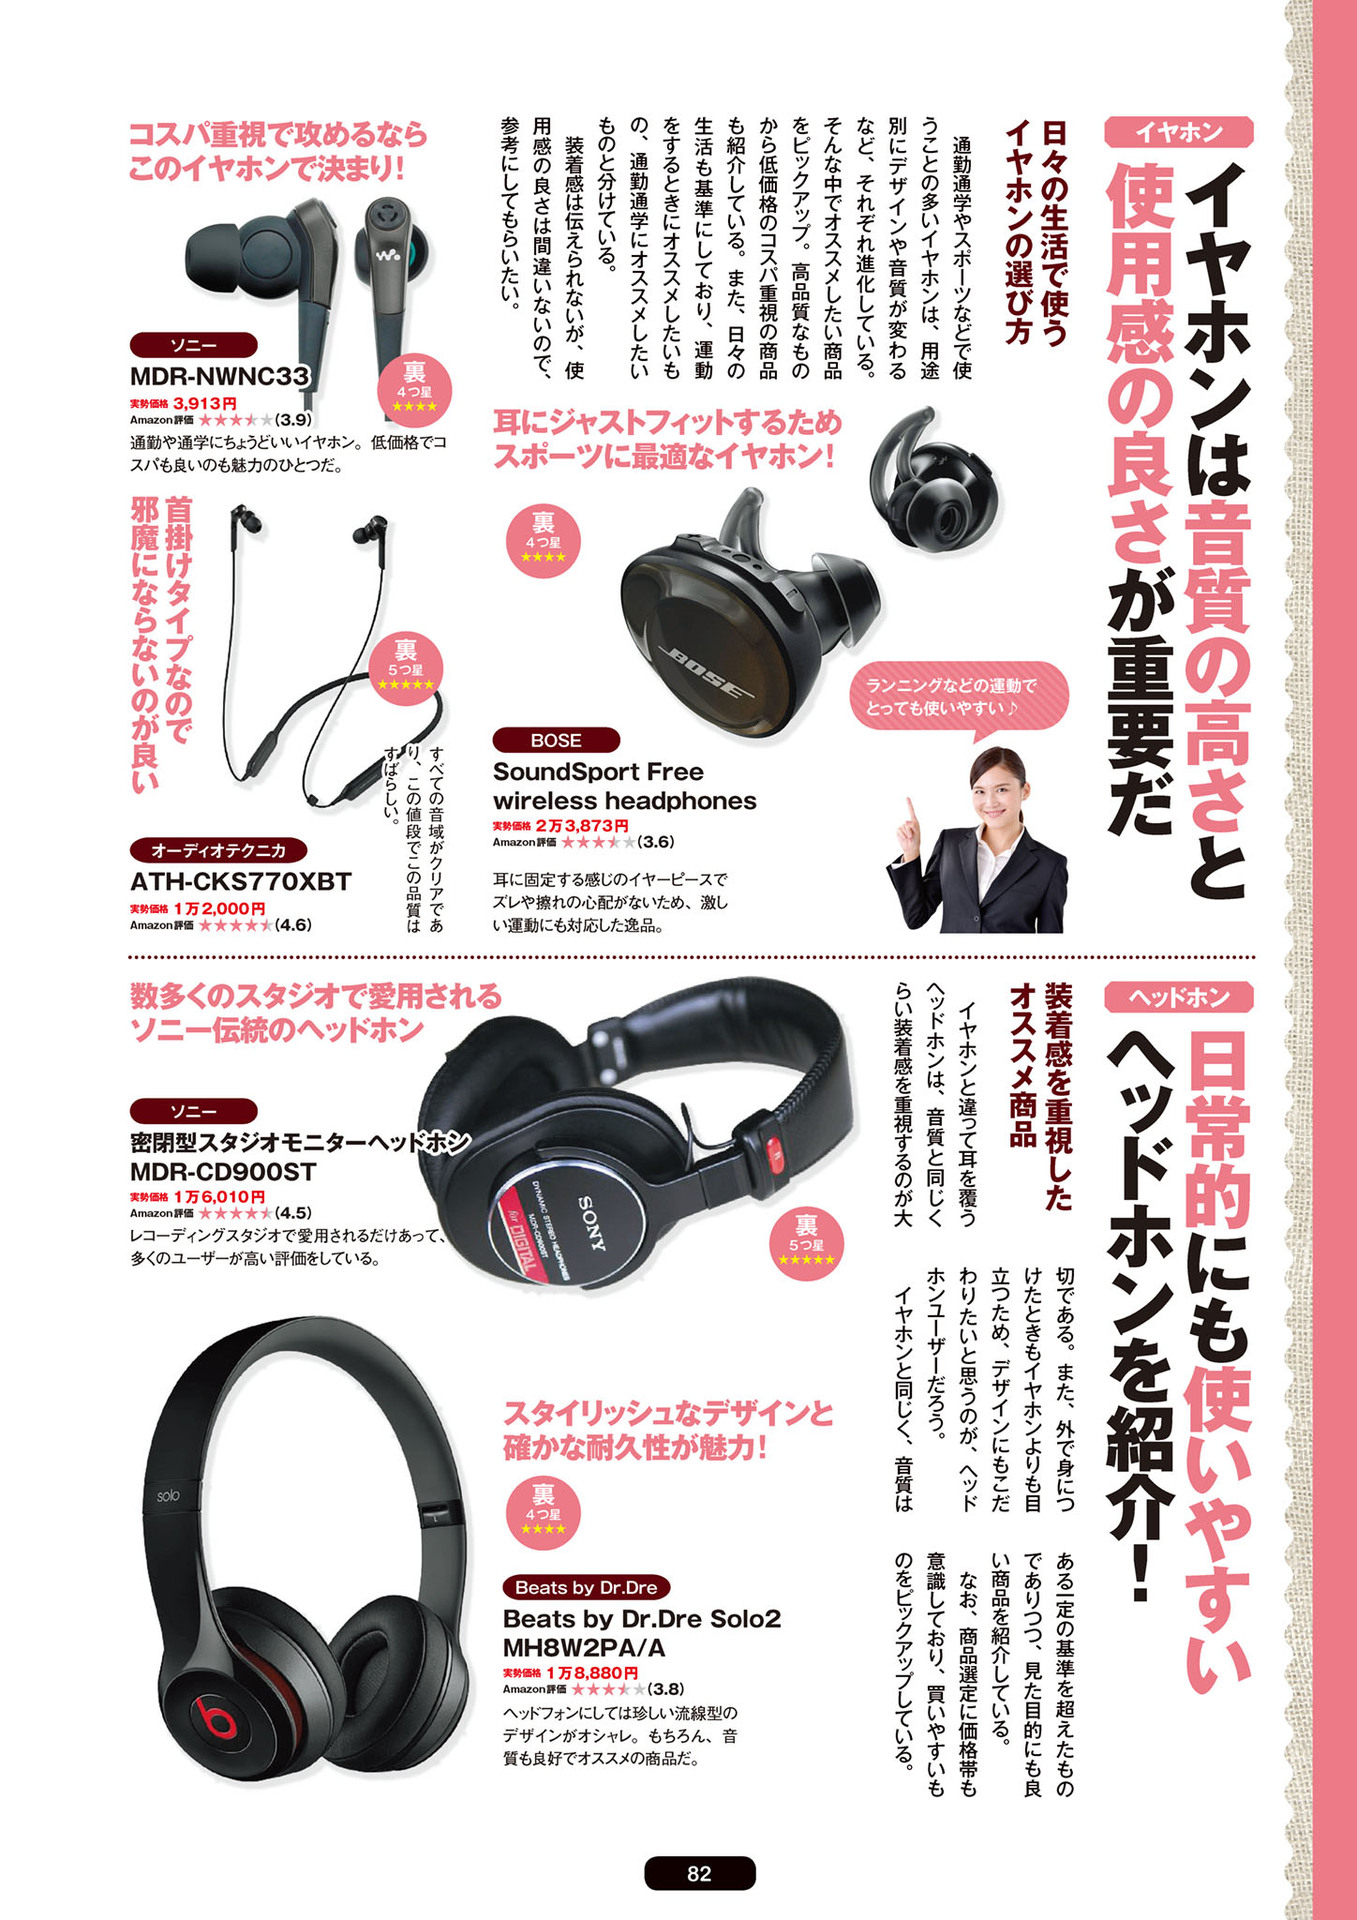 イヤホン
イヤホンは音質の高さと
使用感の良さが重要だ
日々の生活で使う
イヤホンの選び方
通勤通学やスポーツなどで使
うことの多いイヤホンは、用途
別にデザインや音質が変わる
など、それぞれ進化している。
そんな中でオススメしたい商品
をピックアップ。高品質なもの
から低価格のコスパ重視の商品
も紹介している。また、日々の
生活も基準にしており、運動
をするときにオススメしたいも
の、通勤通学にオススメしたい
ものと分けている。
装着感は伝えられないが、使
用感の良さは間違いないので、
参考にしてもらいたい。
コスパ重視で攻めるなら
このイヤホンで決まり!
ソニー
MDR-NWNC33
裏
4つ星
★★★★
実勢価格 3,913円
Amazon評価 ★★★★★(3.9)
通勤や通学にちょうどいいイヤホン。低価格でコ
スパも良いのも魅力のひとつだ。
耳にジャストフィットするため
スポーツに最適なイヤホン!
裏
4つ星
★★★★
BOSE
BOSE
SoundSport Free
wireless headphones
実勢価格 2万3,873円
Amazon評価 ★★★★★(3.6)
耳に固定する感じのイヤーピースで
ズレや擦れの心配がないため、激し
い運動にも対応した逸品。
ランニングなどの運動で
とっても使いやすい♪
首掛けタイプなので
邪魔にならないのが良い
裏
5つ星
★★★★★
すべての音域がクリアであ
り、この値段でこの品質は
すばらしい。
オーディオテクニカ
ATH-CKS770XBT
実勢価格 1万2,000円
Amazon評価 ★★★★★(4.6)
ヘッドホン
日常的にも使いやすい
ヘッドホンを紹介!
装着感を重視した
オススメ商品
イヤホンと違って耳を覆う
ヘッドホンは、音質と同じく
らい装着感を重視するのが大
切である。また、外で身につ
けたときもイヤホンよりも目
立つため、デザインにもこだ
わりたいと思うのが、ヘッド
ホンユーザーだろう。
イヤホンと同じく、音質は
ある一定の基準を超えたもの
でありつつ、見た目的にも良
い商品を紹介している。
なお、商品選定に価格帯も
意識しており、買いやすいも
のをピックアップしている。
数多くのスタジオで愛用される
ソニー伝統のヘッドホン
ソニー
密閉型スタジオモニターヘッドホン
MDR-CD900ST
実勢価格 1万6,010円
Amazon評価 ★★★★★(4.5)
レコーディングスタジオで愛用されるだけあって、
多くのユーザーが高い評価をしている。
SONY
DYNAMIC STEREO HEADPHONES
MDR-CD900ST
for DIGITAL
R
裏
5つ星
★★★★★
スタイリッシュなデザインと
確かな耐久性が魅力!
裏
4つ星
★★★★
solo
L
b
Beats by Dr.Dre
Beats by Dr.Dre Solo2
MH8W2PA/A
実勢価格 1万8,880円
Amazon評価 ★★★★★(3.8)
ヘッドフォンにしては珍しい流線型の
デザインがオシャレ。もちろん、音
質も良好でオススメの商品だ。
82